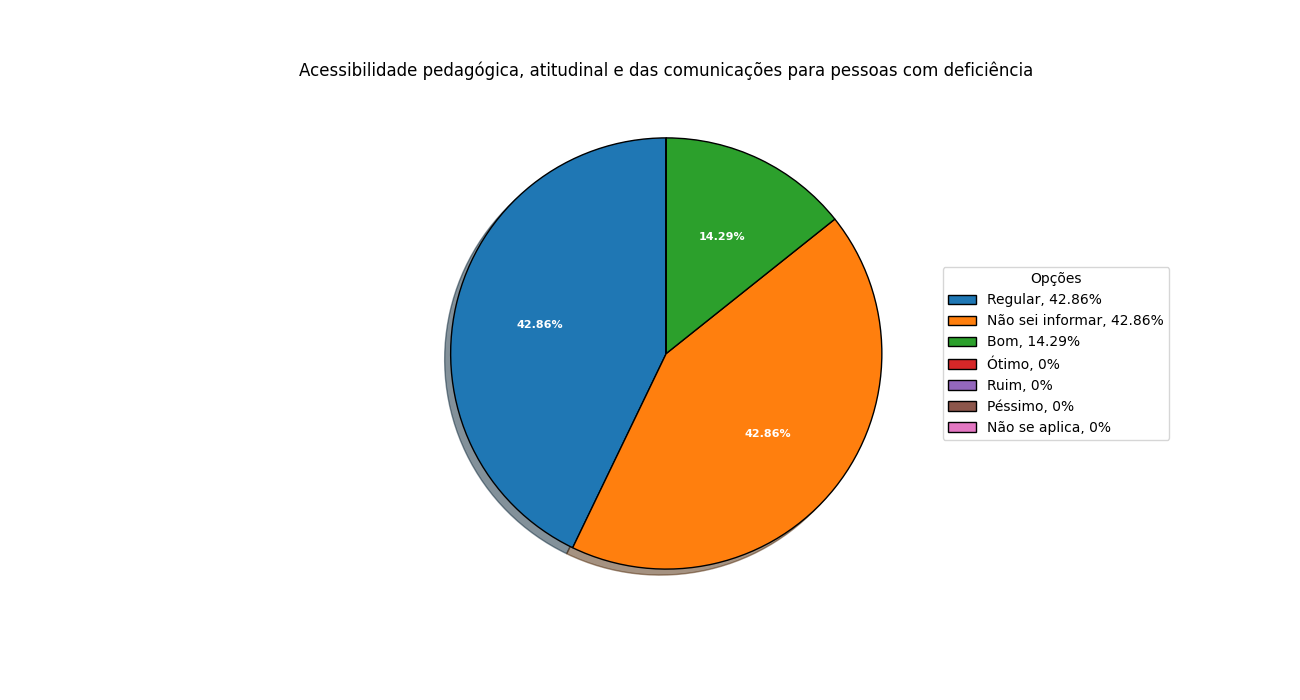 Acessibilidade pedagógica, atitudinal e das comunicações para pessoas com deficiência
14.29%
42.86%
42.86%
Opções
Regular, 42.86%
Não sei informar, 42.86%
Bom, 14.29%
Ótimo, 0%
Ruim, 0%
Péssimo, 0%
Não se aplica, 0%